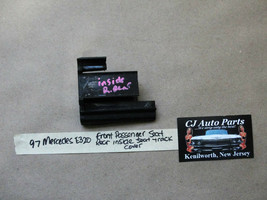 inside
R. Rear
97 Mercedes E320 Front Passenger Seat
Rear inside Seat track
cover
CJ Auto Parts
Kenilworth, New Jersey